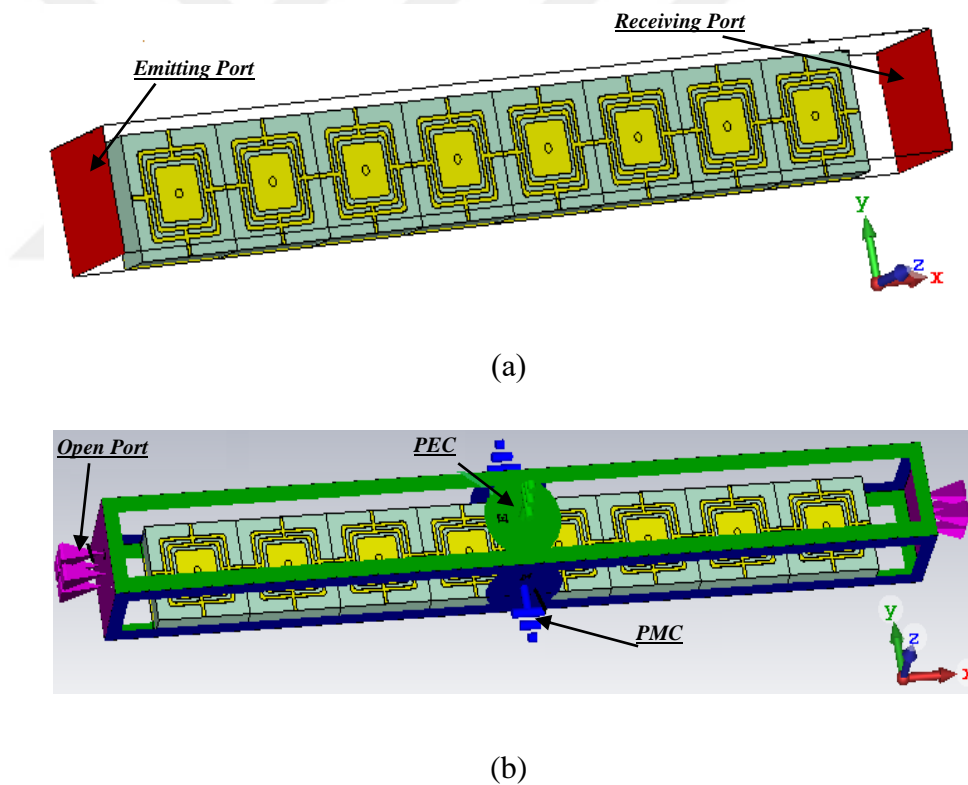 Receiving Port
Emitting Port
y
z
x
(a)
Open Port
PEC
E
PMC
y
z
x
(b)